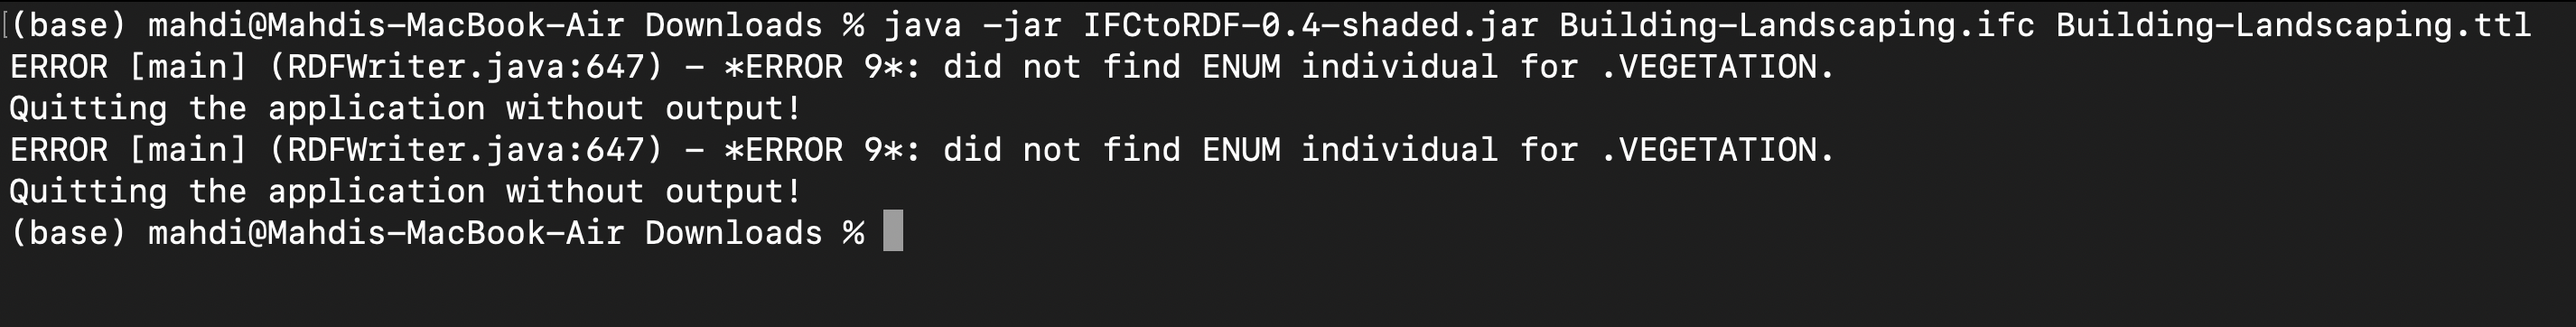 [(base) mahdi@Mahdis-MacBook-Air Downloads % java -jar IFCtoRDF-0.4-shaded.jar Building-Landscaping.ifc Building-Landscaping.ttl
ERROR [main] (RDFWriter.java:647) - *ERROR 9*: did not find ENUM individual for .VEGETATION.
Quitting the application without output!
ERROR [main] (RDFWriter.java:647) - *ERROR 9*: did not find ENUM individual for .VEGETATION.
Quitting the application without output!
(base) mahdi@Mahdis-MacBook-Air Downloads %